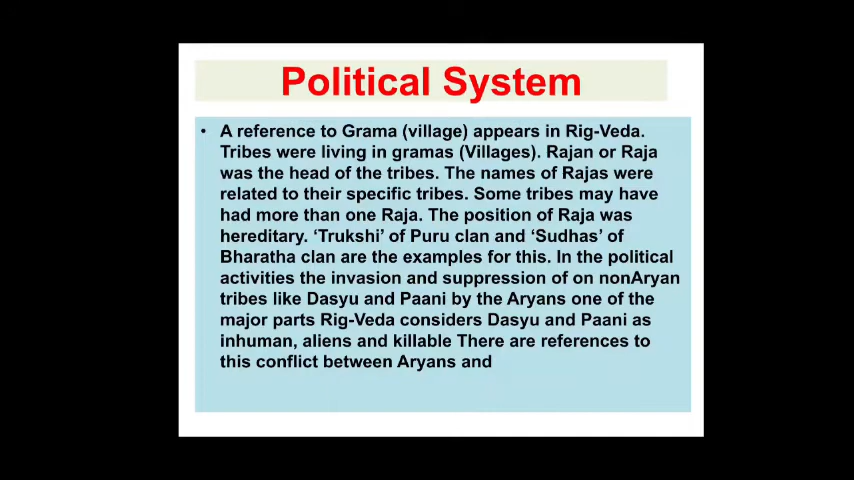 Political System
• A reference to Grama (village) appears in Rig-Veda.
Tribes were living in gramas (Villages). Rajan or Raja
was the head of the tribes. The names of Rajas were
related to their specific tribes. Some tribes may have
had more than one Raja. The position of Raja was
hereditary. ‘Trukshi’ of Puru clan and ‘Sudhas’ of
Bharatha clan are the examples for this. In the political
activities the invasion and suppression of on nonAryan
tribes like Dasyu and Paani by the Aryans one of the
major parts Rig-Veda considers Dasyu and Paani as
inhuman, aliens and killable There are references to
this conflict between Aryans and